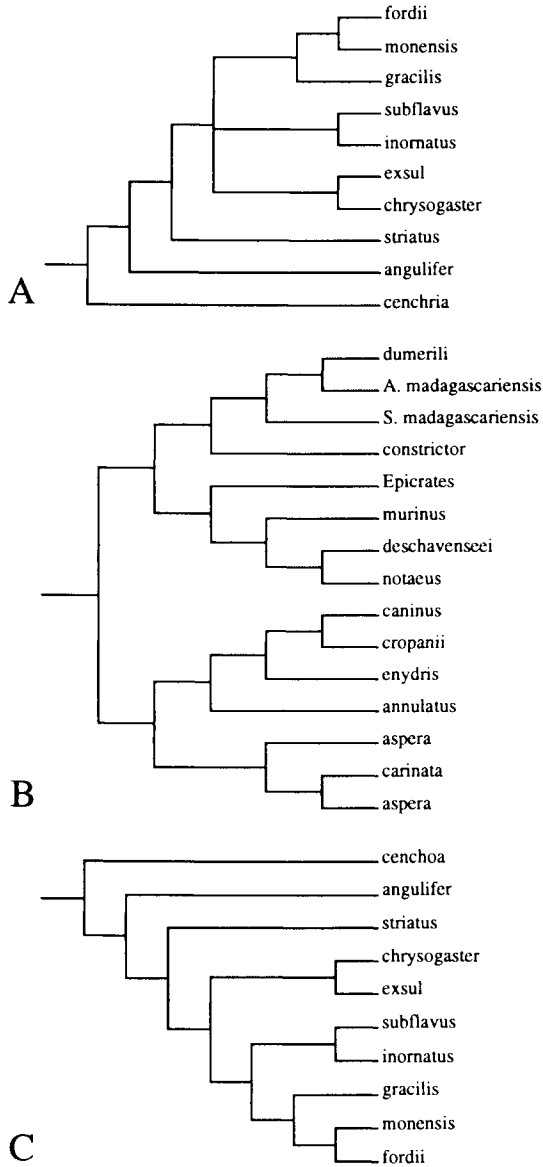 fordii
monensis
gracilis
subflavus
inornatus
exsul
chrysogaster
striatus
angulifer
cenchria
A
dumerili
A. madagascariensis
S. madagascariensis
constrictor
Epicrates
murinus
deschavenseei
notaeus
caninus
cropanii
enydris
annulatus
aspera
carinata
aspera
B
cenchoa
angulifer
striatus
chrysogaster
exsul
subflavus
inornatus
gracilis
monensis
fordii
C